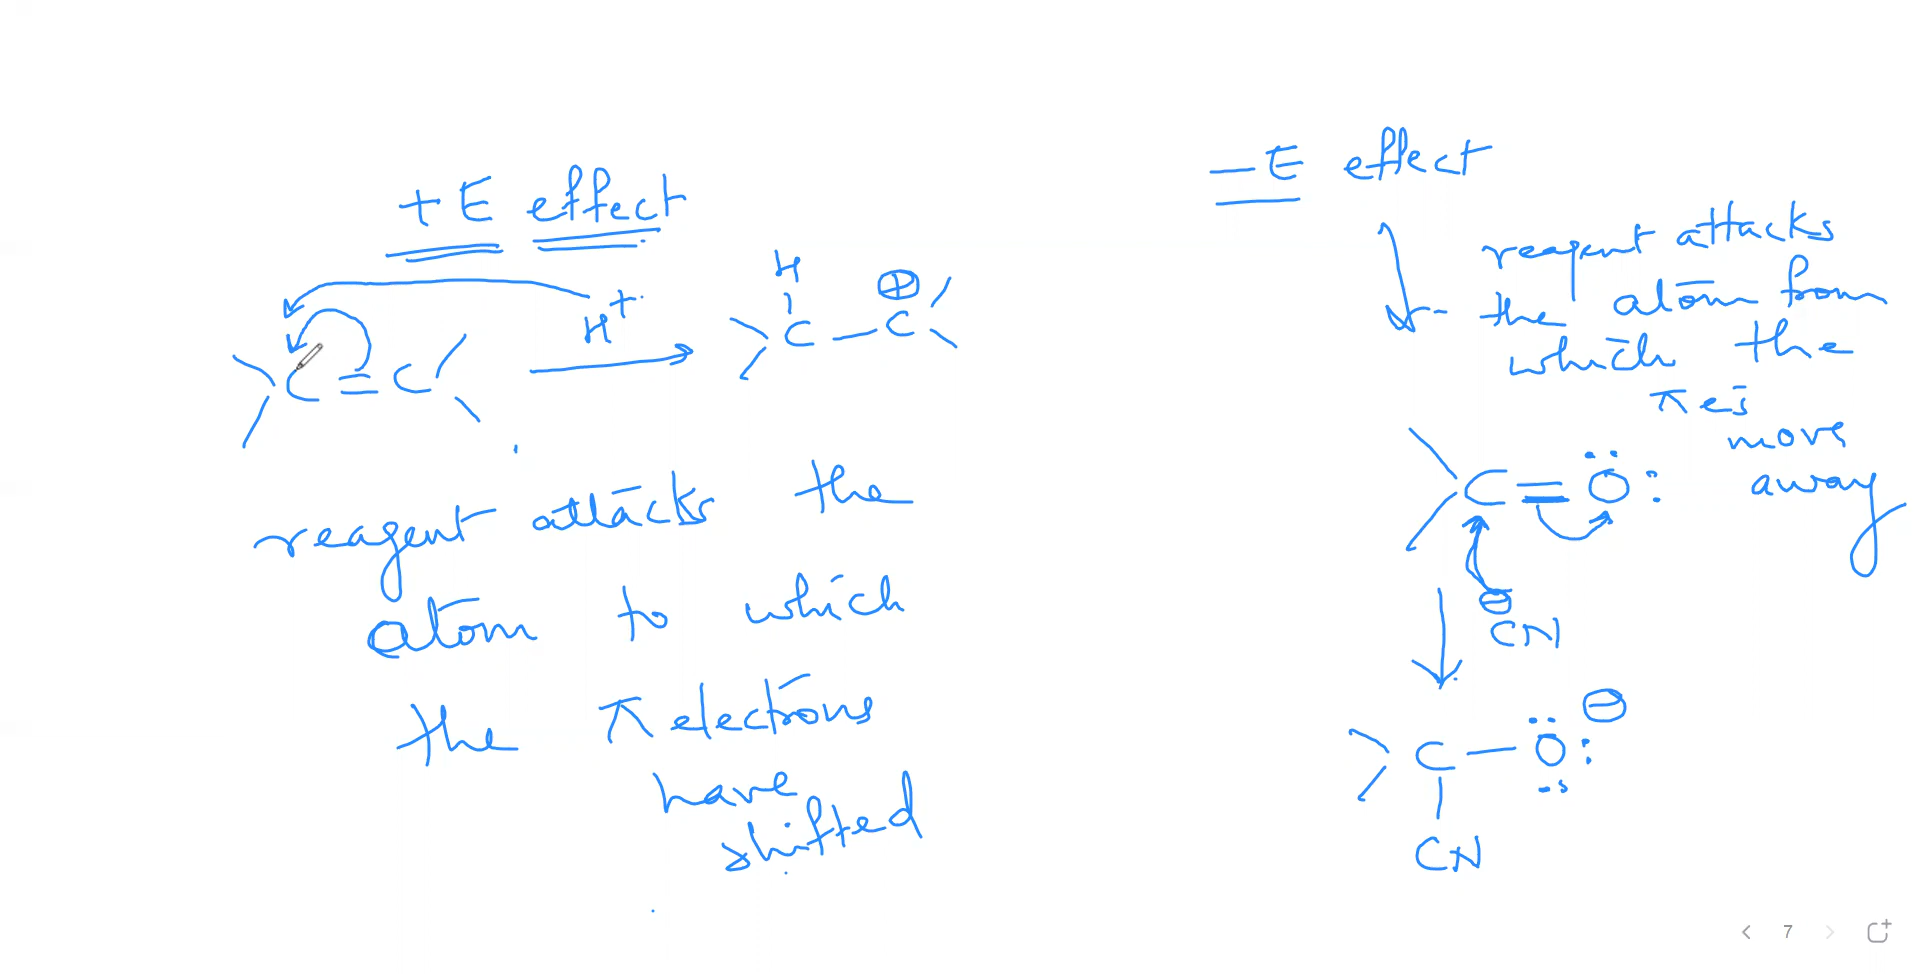 +E effect
H+
H
C = C
C — C ⊕
reagent attacks the
atom to which
the π electrons
have
shifted
—E effect
reagent attacks
the atom from
which the
π es
move
away
C = O
⊖
CN
C — O ⊖
CN
7